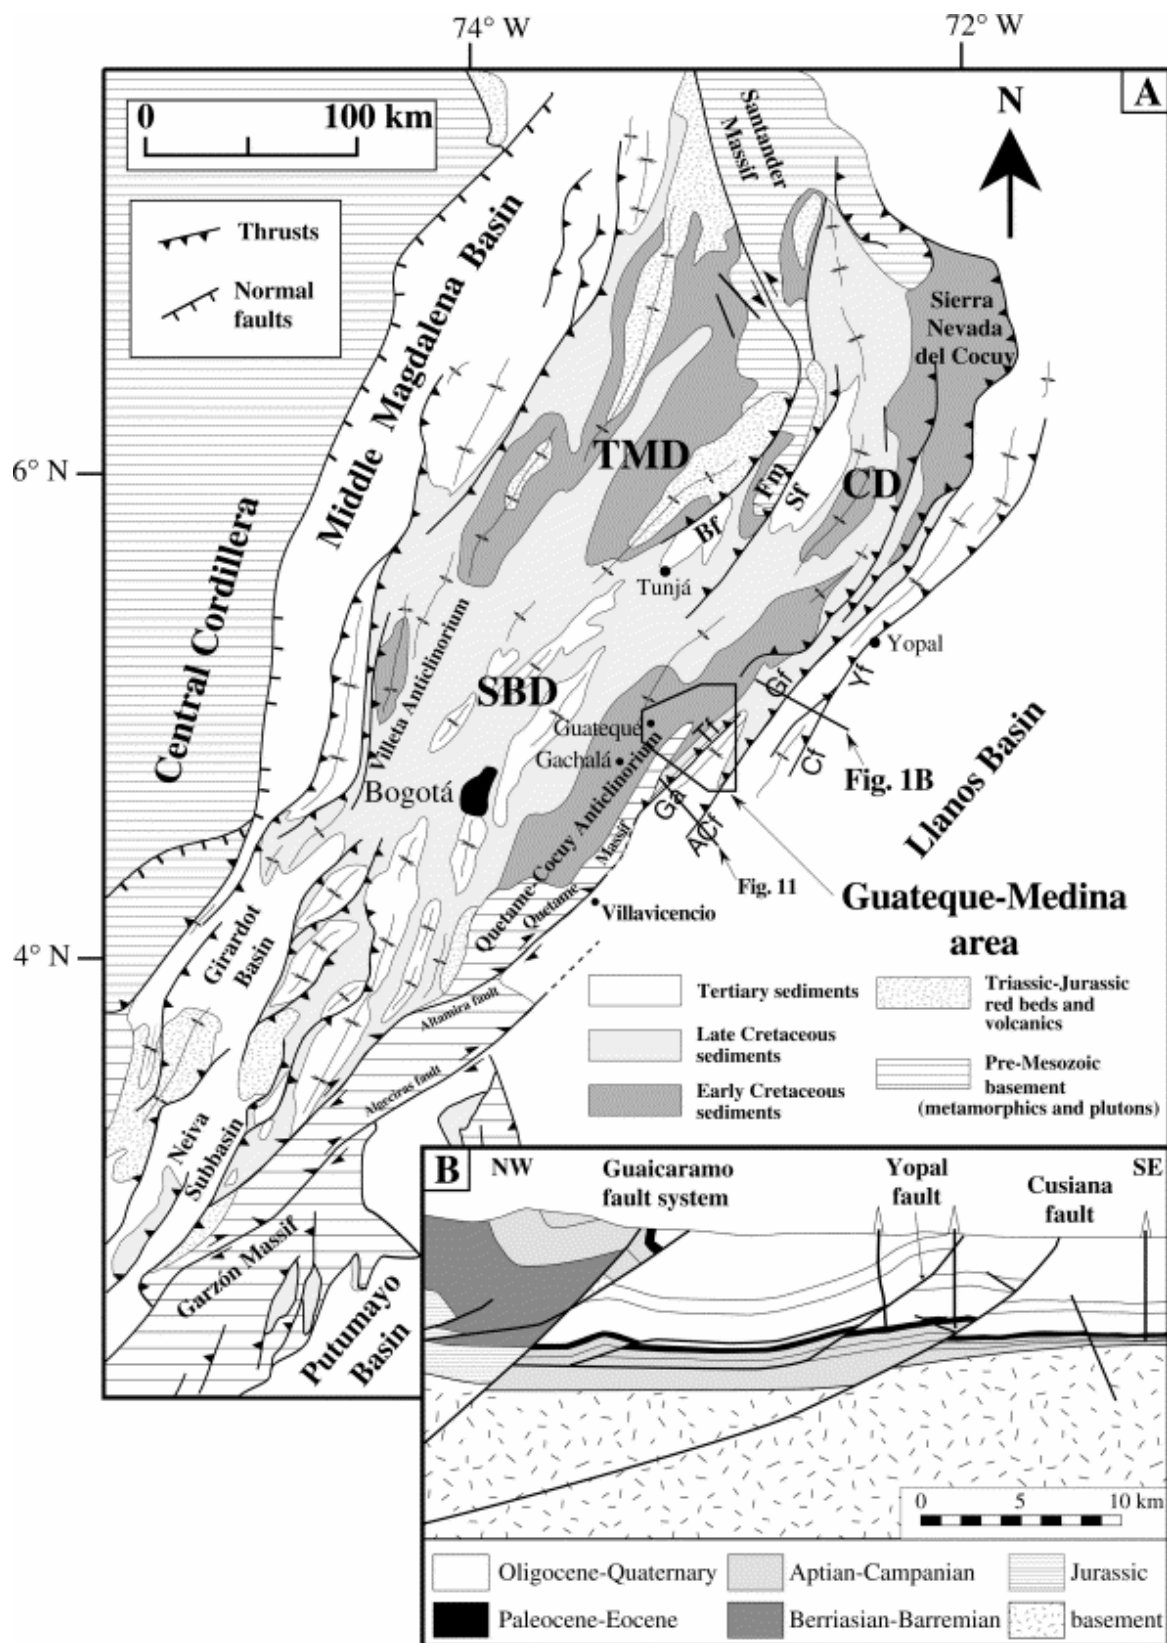 74° W
72° W
A
0 100 km
N
Thrusts
Normal
faults
Santander
Massif
Middle Magdalena Basin
Sierra
Nevada
del Cocuy
6° N
TMD
Fm
Sf
CD
Bf
Tunjá
Central Cordillera
Villeta Anticlinorium
SBD
Yopal
Yf
Gf
Guateque
Tf
Gachalá
Cf
Fig. 1B
Llanos Basin
Bogotá
Ga
ACf
Quetame-Cocuy Anticlinorium
Quetame Massif
Fig. 11
Villavicencio
Guateque-Medina
area
4° N
Girardot
Basin
Altamira fault
Algeciras fault
Neiva
Subbasin
Garzón Massif
Putumayo
Basin
Tertiary sediments
Late Cretaceous
sediments
Early Cretaceous
sediments
Triassic-Jurassic
red beds and
volcanics
Pre-Mesozoic
basement
(metamorphics and plutons)
B
NW
Guaicaramo
fault system
Yopal
fault
Cusiana
fault
SE
0 5 10 km
Oligocene-Quaternary
Aptian-Campanian
Jurassic
Paleocene-Eocene
Berriasian-Barremian
basement